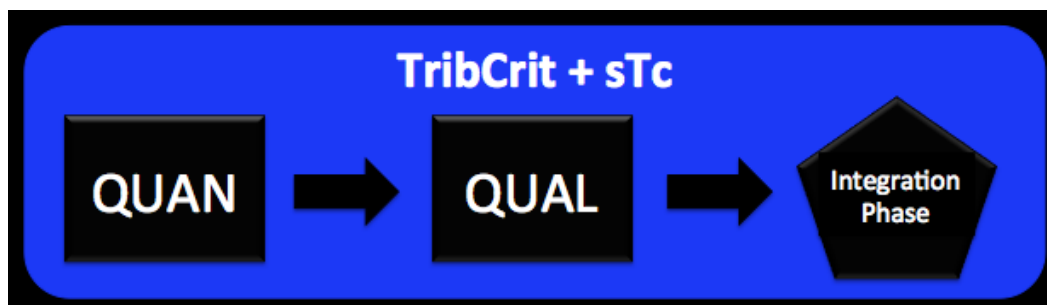 TribCrit + sTc
QUAN
QUAL
Integration
Phase